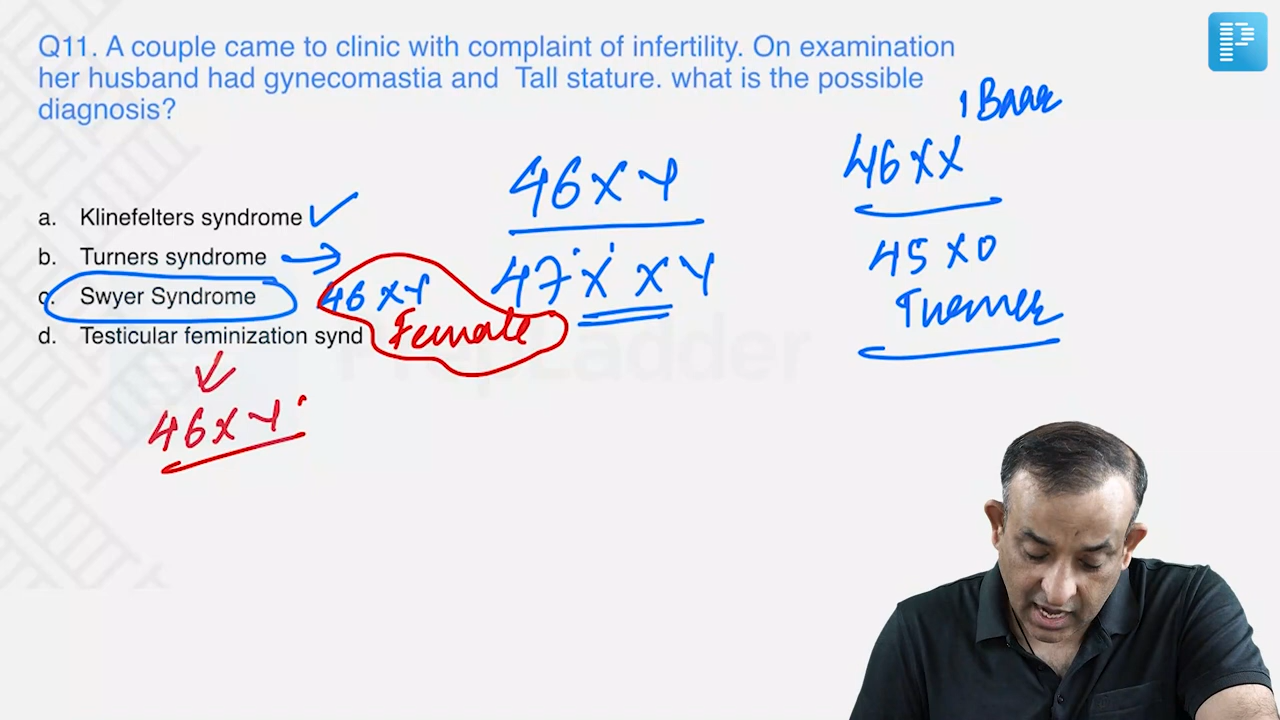 Q11. A couple came to clinic with complaint of infertility. On examination
her husband had gynecomastia and Tall stature. what is the possible
diagnosis?
a. Klinefelters syndrome
b. Turners syndrome
c. Swyer Syndrome
d. Testicular feminization synd
46 XY
47 XXY
46 XY
Female
46 XY
1 Baar
46 XX
45 XO
Turner
PrepLadder